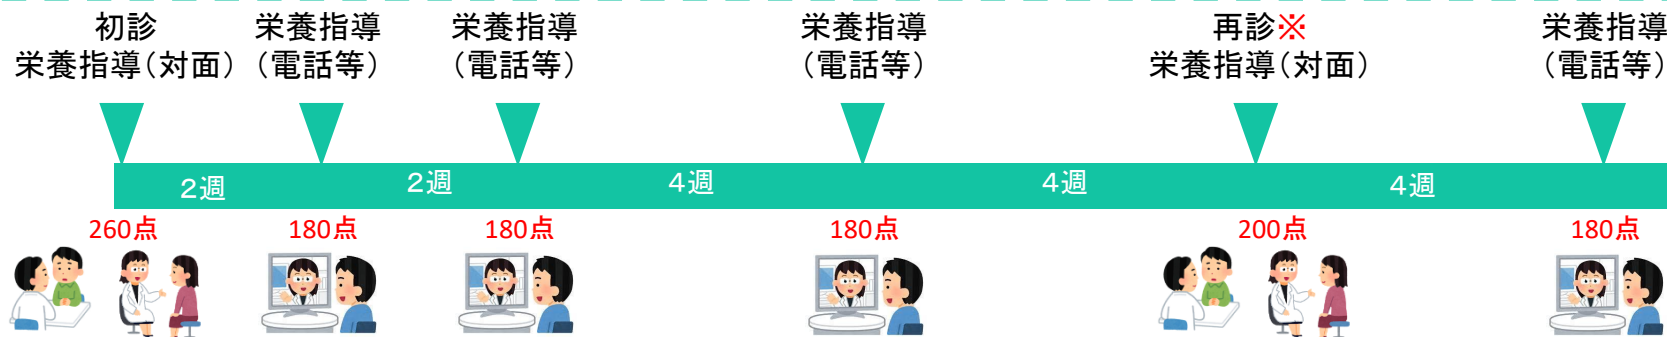 初診
栄養指導(対面)
栄養指導
(電話等)
栄養指導
(電話等)
栄養指導
(電話等)
再診※
栄養指導(対面)
栄養指導
(電話等)
2週
2週
4週
4週
4週
260点
180点
180点
180点
200点
180点